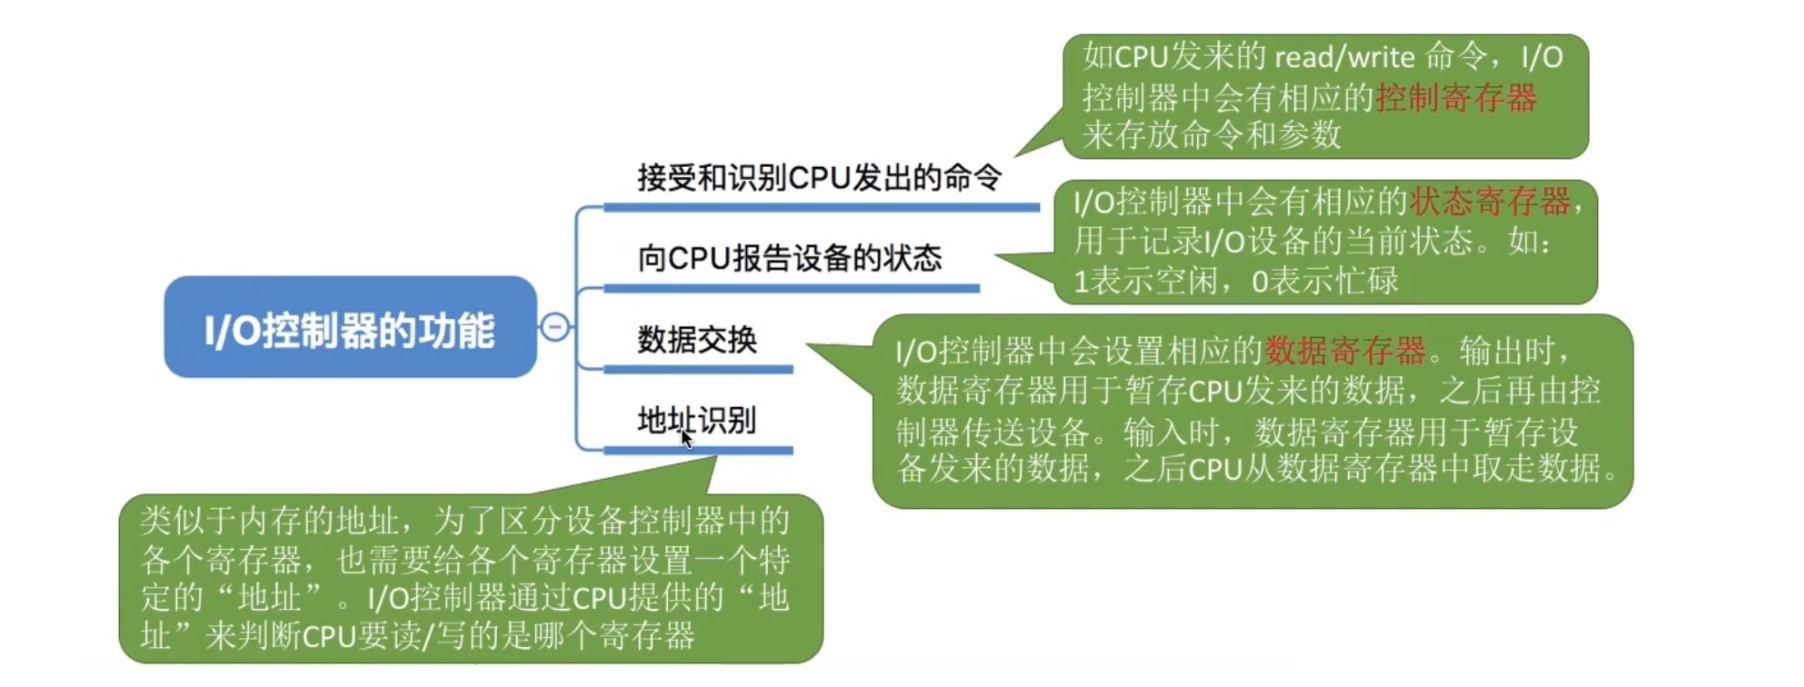 如CPU发来的 read/write 命令，I/O
控制器中会有相应的控制寄存器
来存放命令和参数
接受和识别CPU发出的命令
I/O控制器中会有相应的状态寄存器，
用于记录I/O设备的当前状态。如：
1表示空闲，0表示忙碌
向CPU报告设备的状态
I/O控制器的功能
数据交换
I/O控制器中会设置相应的数据寄存器。输出时，
数据寄存器用于暂存CPU发来的数据，之后再由控
制器传送设备。输入时，数据寄存器用于暂存设
备发来的数据，之后CPU从数据寄存器中取走数据。
地址识别
类似于内存的地址，为了区分设备控制器中的
各个寄存器，也需要给各个寄存器设置一个特
定的“地址”。I/O控制器通过CPU提供的“地
址”来判断CPU要读/写的是哪个寄存器